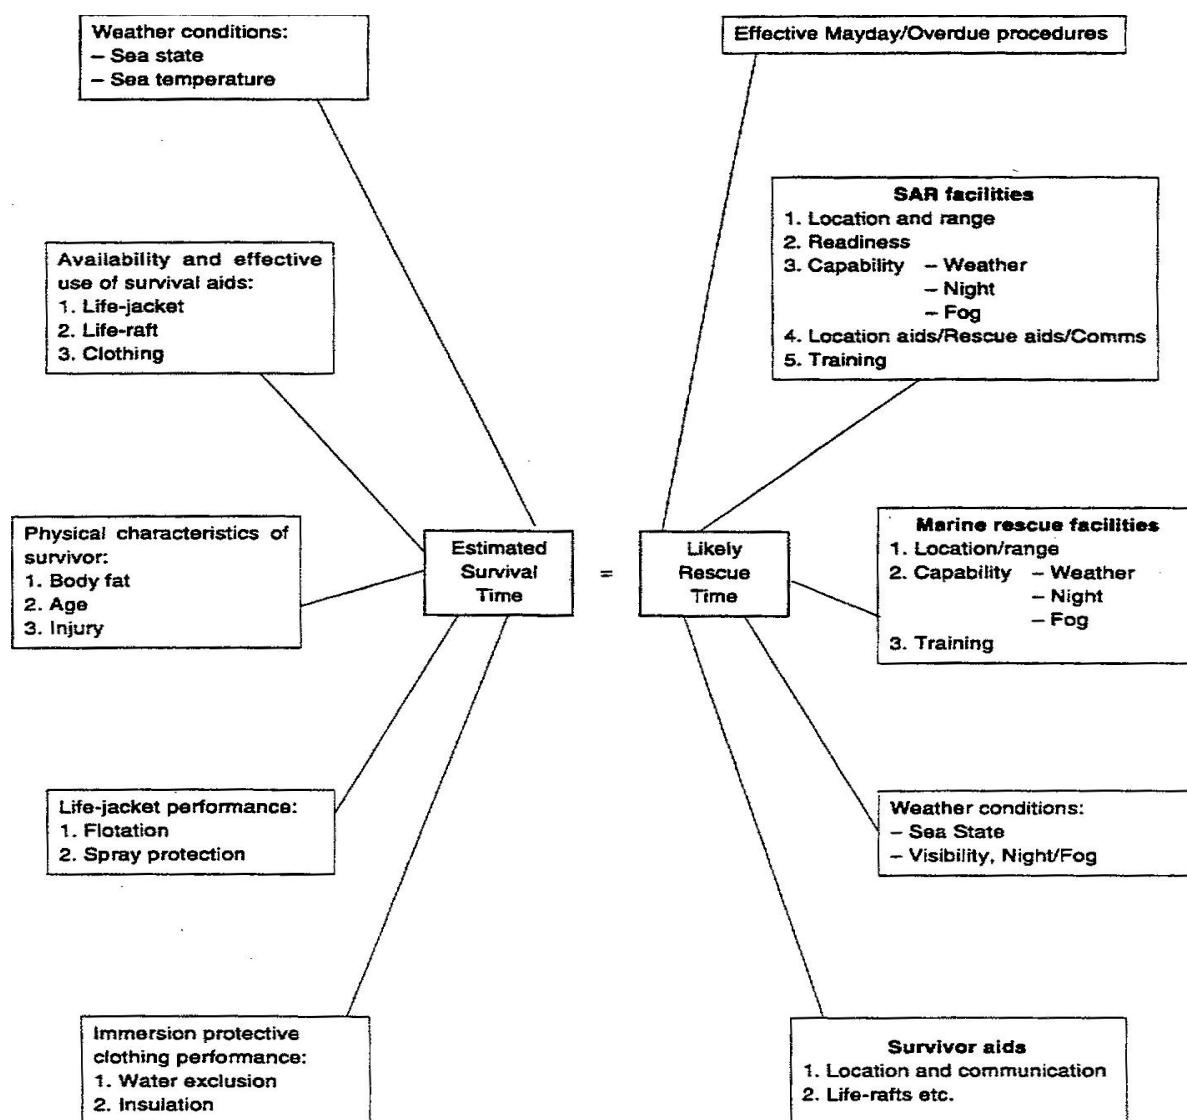 Weather conditions:
– Sea state
– Sea temperature
Availability and effective
use of survival aids:
1. Life-jacket
2. Life-raft
3. Clothing
Physical characteristics of
survivor:
1. Body fat
2. Age
3. Injury
Life-jacket performance:
1. Flotation
2. Spray protection
Immersion protective
clothing performance:
1. Water exclusion
2. Insulation
Estimated
Survival
Time
=
Likely
Rescue
Time
Effective Mayday/Overdue procedures
SAR facilities
1. Location and range
2. Readiness
3. Capability – Weather
– Night
– Fog
4. Location aids/Rescue aids/Comms
5. Training
Marine rescue facilities
1. Location/range
2. Capability – Weather
– Night
– Fog
3. Training
Weather conditions:
– Sea State
– Visibility, Night/Fog
Survivor aids
1. Location and communication
2. Life-rafts etc.